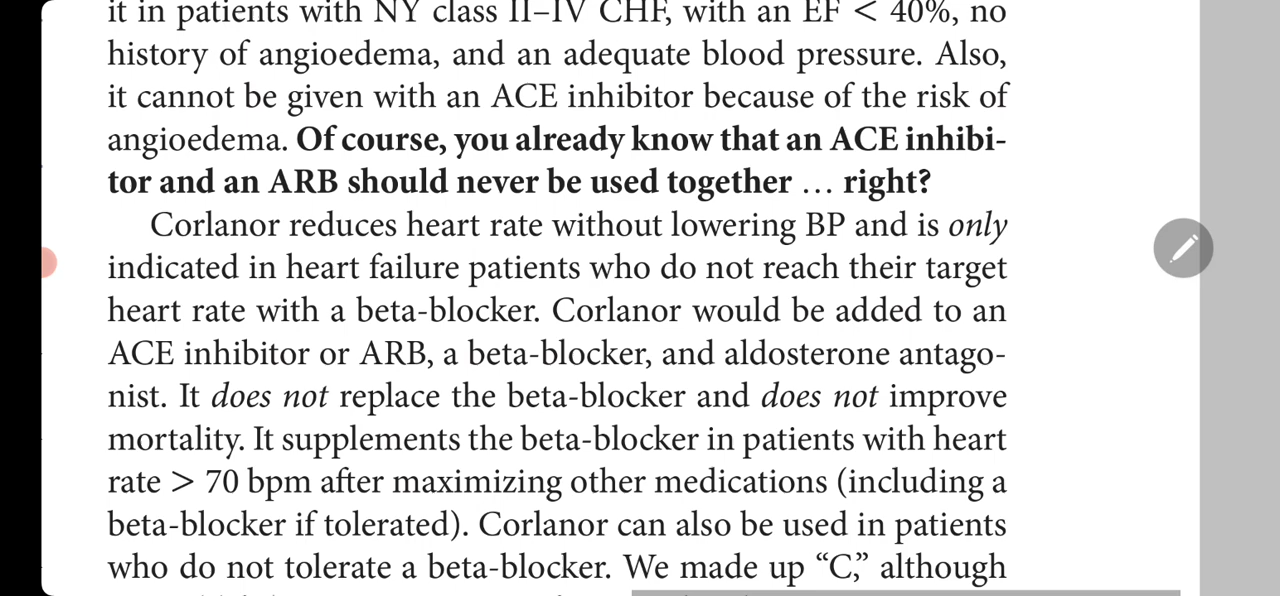 it in patients with NY class II–IV CHF, with an EF < 40%, no
history of angioedema, and an adequate blood pressure. Also,
it cannot be given with an ACE inhibitor because of the risk of
angioedema. Of course, you already know that an ACE inhibi-
tor and an ARB should never be used together … right?
Corlanor reduces heart rate without lowering BP and is only
indicated in heart failure patients who do not reach their target
heart rate with a beta-blocker. Corlanor would be added to an
ACE inhibitor or ARB, a beta-blocker, and aldosterone antago-
nist. It does not replace the beta-blocker and does not improve
mortality. It supplements the beta-blocker in patients with heart
rate > 70 bpm after maximizing other medications (including a
beta-blocker if tolerated). Corlanor can also be used in patients
who do not tolerate a beta-blocker. We made up “C,” although